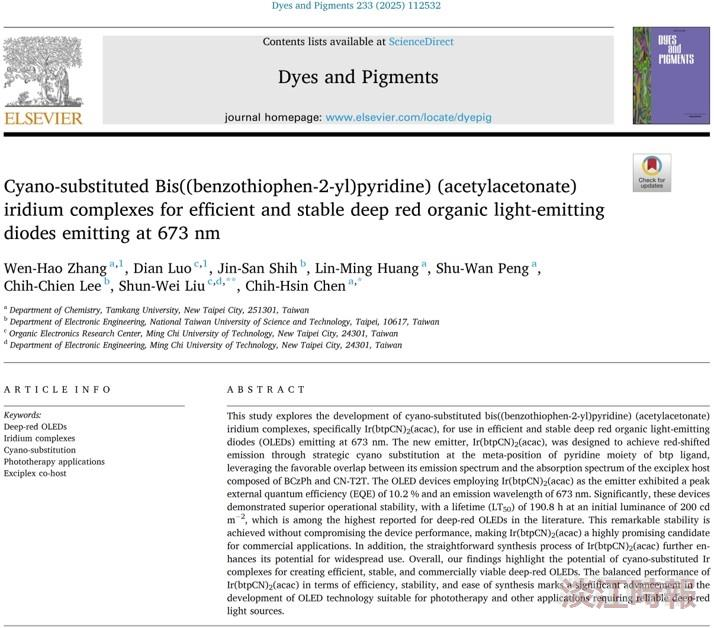 Dyes and Pigments 233 (2025) 112532
Contents lists available at ScienceDirect
Dyes and Pigments
journal homepage: www.elsevier.com/locate/dyepig
ELSEVIER
DYES
and
PIGMENTS
Check for
updates
Cyano-substituted Bis((benzothiophen-2-yl)pyridine) (acetylacetonate)
iridium complexes for efficient and stable deep red organic light-emitting
diodes emitting at 673 nm
Wen-Hao Zhang a,1, Dian Luo c,1, Jin-San Shih b, Lin-Ming Huang a, Shu-Wan Peng a,
Chih-Chien Lee b, Shun-Wei Liu c,d,**, Chih-Hsin Chen a,*
a Department of Chemistry, Tamkang University, New Taipei City, 251301, Taiwan
b Department of Electronic Engineering, National Taiwan University of Science and Technology, Taipei, 10617, Taiwan
c Organic Electronics Research Center, Ming Chi University of Technology, New Taipei City, 24301, Taiwan
d Department of Electronic Engineering, Ming Chi University of Technology, New Taipei City, 24301, Taiwan
ARTICLE INFO
Keywords:
Deep-red OLEDs
Iridium complexes
Cyano-substitution
Phototherapy applications
Exciplex co-host
ABSTRACT
This study explores the development of cyano-substituted bis((benzothiophen-2-yl)pyridine) (acetylacetonate)
iridium complexes, specifically Ir(btpCN)2(acac), for use in efficient and stable deep red organic light-emitting
diodes (OLEDs) emitting at 673 nm. The new emitter, Ir(btpCN)2(acac), was designed to achieve red-shifted
emission through strategic cyano substitution at the meta-position of pyridine moiety of btp ligand,
leveraging the favorable overlap between its emission spectrum and the absorption spectrum of the exciplex host
composed of BCzPh and CN-T2T. The OLED devices employing Ir(btpCN)2(acac) as the emitter exhibited a peak
external quantum efficiency (EQE) of 10.2 % and an emission wavelength of 673 nm. Significantly, these devices
demonstrated superior operational stability, with a lifetime (LT50) of 190.8 h at an initial luminance of 200 cd
m−2, which is among the highest reported for deep-red OLEDs in the literature. This remarkable stability is
achieved without compromising the device performance, making Ir(btpCN)2(acac) a highly promising candidate
for commercial applications. In addition, the straightforward synthesis process of Ir(btpCN)2(acac) further en-
hances its potential for widespread use. Overall, our findings highlight the potential of cyano-substituted Ir
complexes for creating efficient, stable, and commercially viable deep-red OLEDs. The balanced performance of
Ir(btpCN)2(acac) in terms of efficiency, stability, and ease of synthesis marks a significant advancement in the
development of OLED technology suitable for phototherapy and other applications requiring reliable deep-red
light sources.
淡江時報